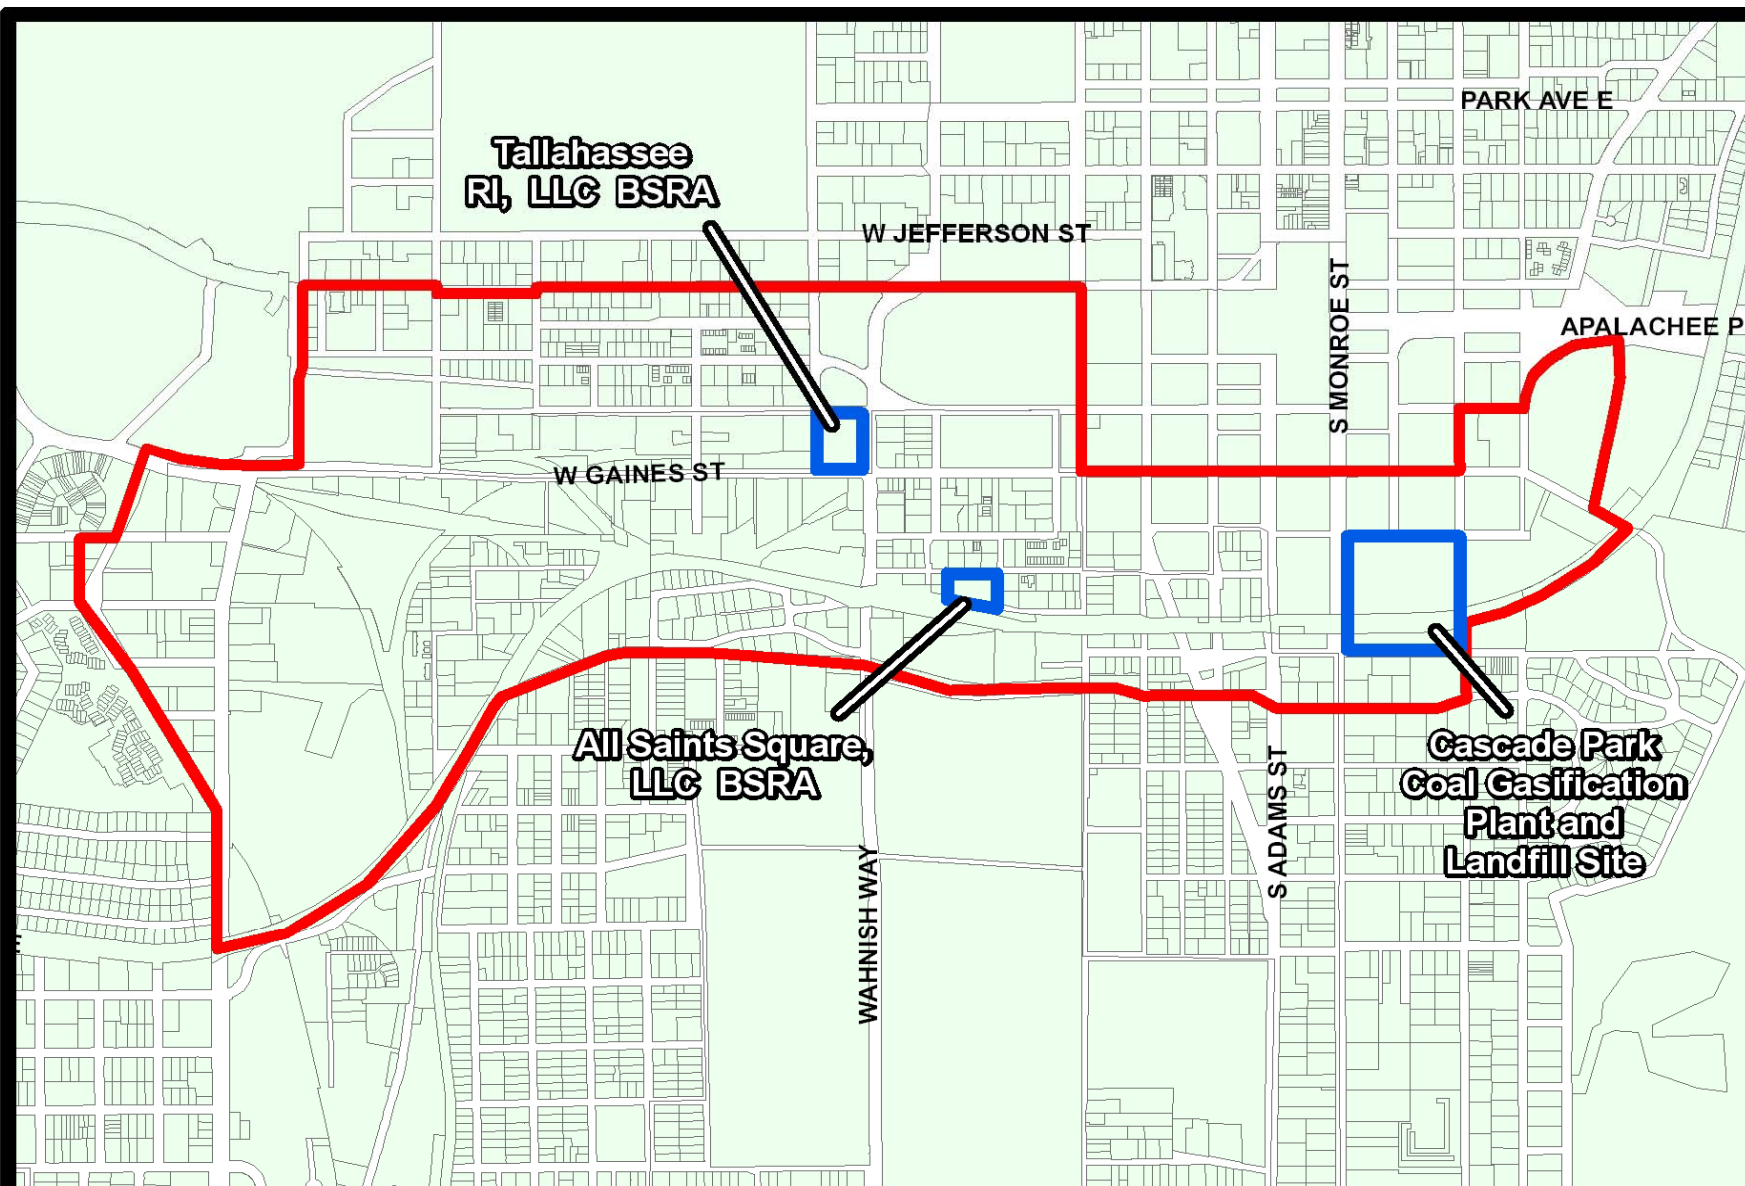 PARK AVE E
Tallahassee
RI, LLC BSRA
W JEFFERSON ST
S MONROE ST
APALACHEE P
W GAINES ST
All Saints Square,
LLC BSRA
Cascade Park
Coal Gasification
Plant and
Landfill Site
S ADAMS ST
WAHNISH WAY
E